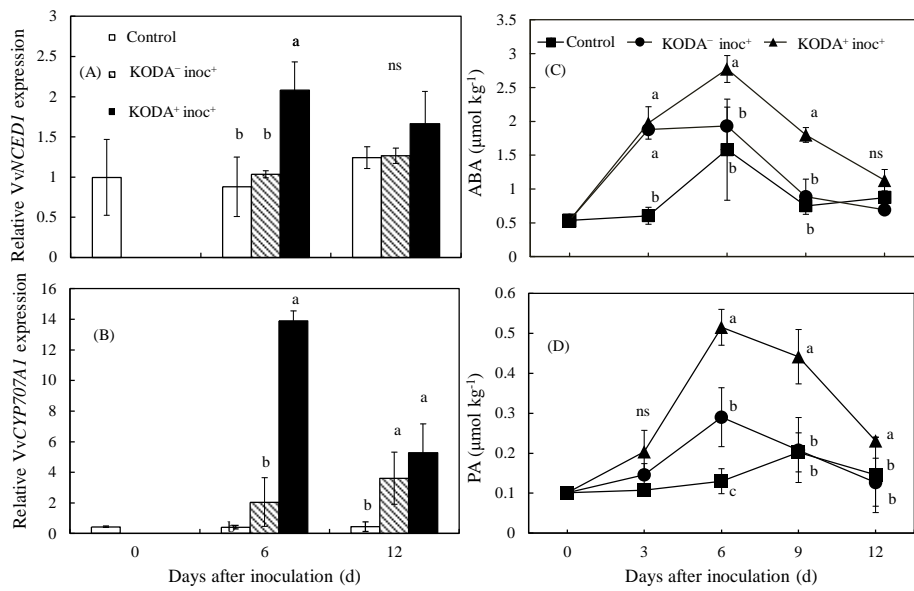 3
2.5
2
1.5
1
0.5
0
Relative VvNCED1 expression
Control
(A)
KODA⁻ inoc⁺
KODA⁺ inoc⁺
b
b
a
ns
16
14
12
10
8
6
4
2
0
Relative VvCYP707A1 expression
(B)
b
a
b
a
a
0
6
12
Days after inoculation (d)
3.5
3
2.5
2
1.5
1
0.5
0
ABA (μmol kg⁻¹)
Control
KODA⁻ inoc⁺
KODA⁺ inoc⁺
(C)
a
a
b
a
b
b
a
b
b
ns
0.6
0.5
0.4
0.3
0.2
0.1
0
PA (μmol kg⁻¹)
(D)
ns
a
b
c
a
b
b
a
b
b
0
3
6
9
12
Days after inoculation (d)